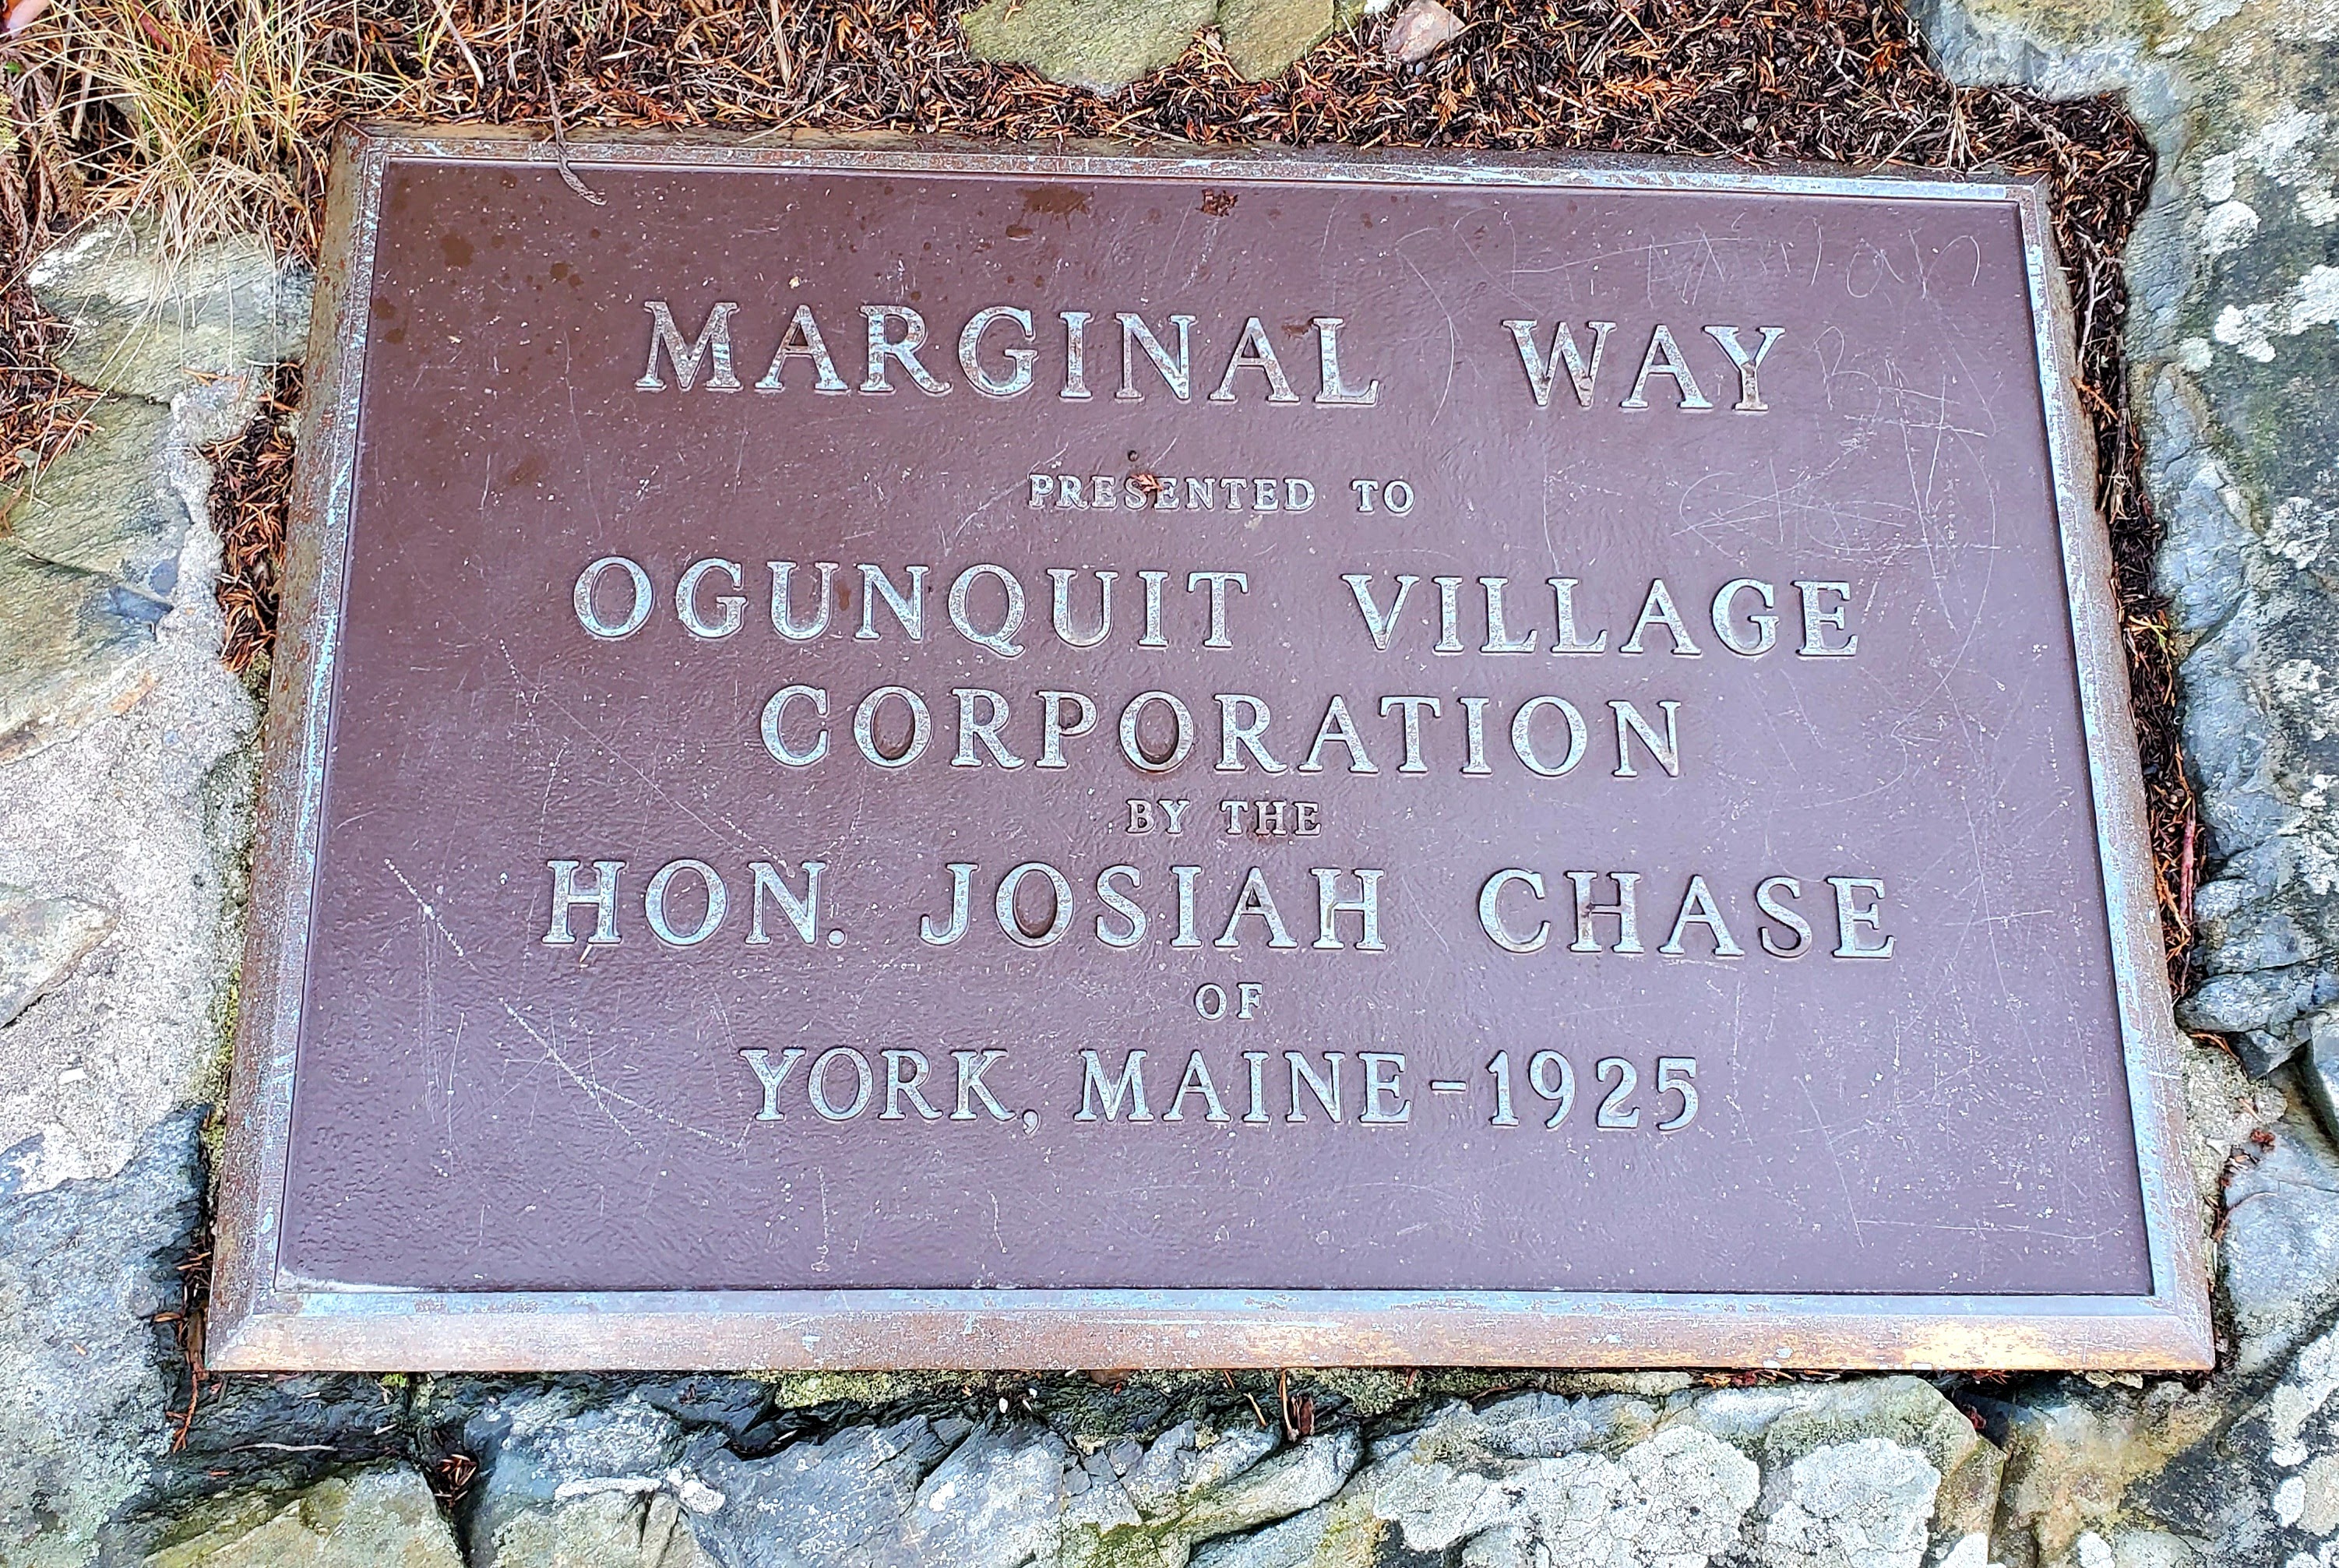 MARGINAL WAY
PRESENTED TO
OGUNQUIT VILLAGE
CORPORATION
BY THE
HON. JOSIAH CHASE
OF
YORK, MAINE-1925